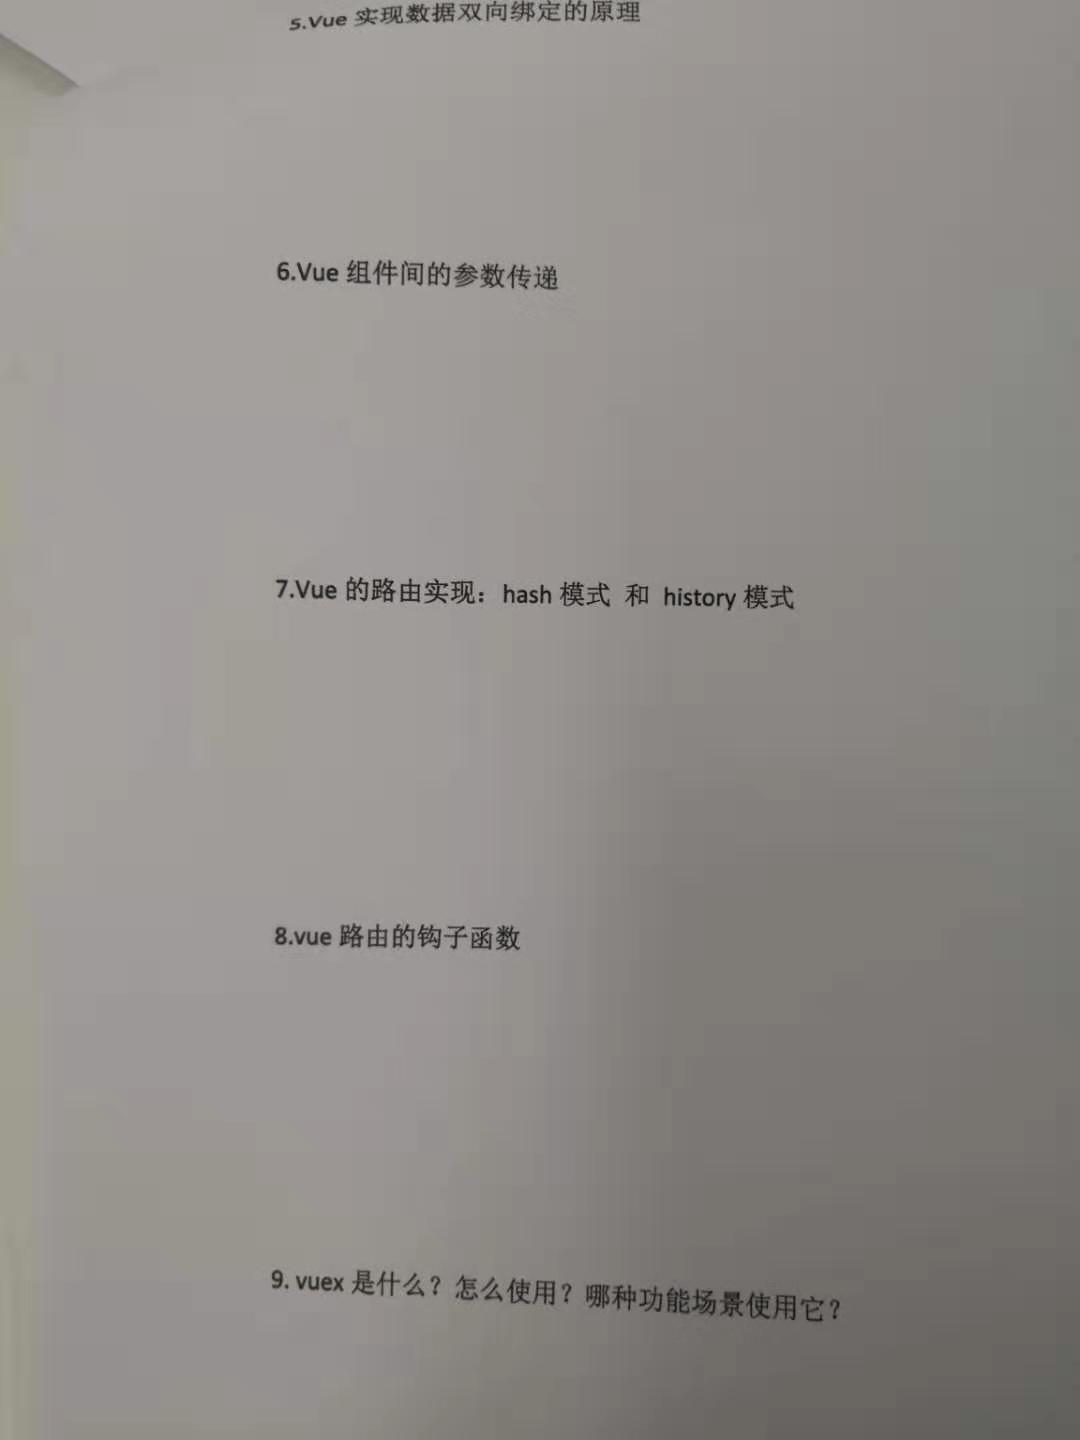 5.Vue 实现数据双向绑定的原理
6.Vue 组件间的参数传递
7.Vue 的路由实现：hash 模式 和 history 模式
8.vue 路由的钩子函数
9. vuex 是什么？怎么使用？哪种功能场景使用它？